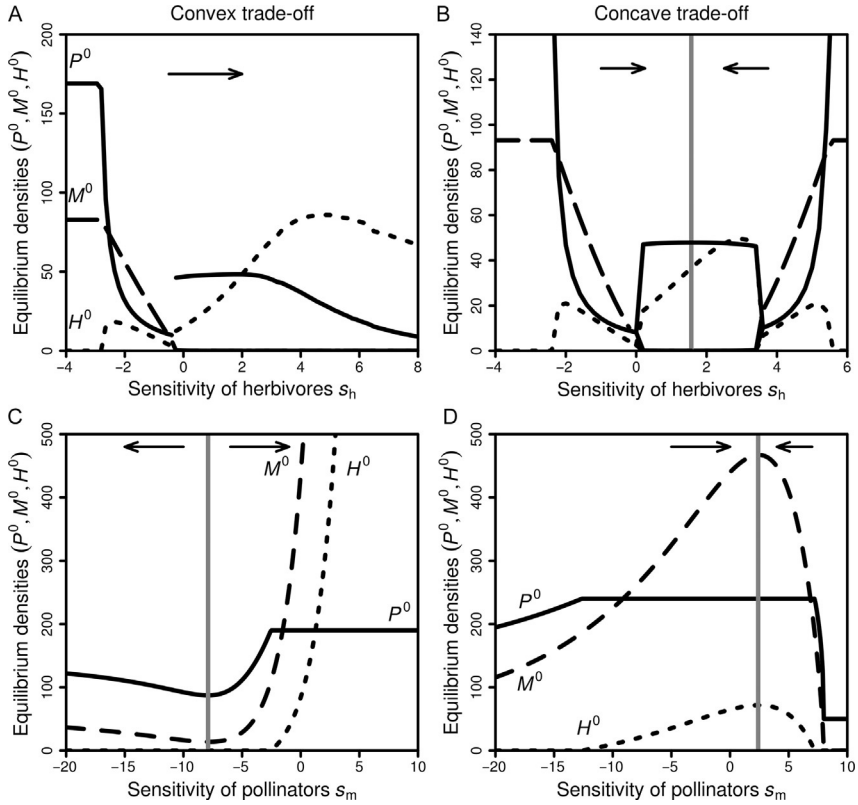 A Convex trade-off
Equilibrium densities (P⁰, M⁰, H⁰)
200
150
100
50
0
P⁰
M⁰
H⁰
−4 −2 0 2 4 6 8
Sensitivity of herbivores sₕ
B Concave trade-off
Equilibrium densities (P⁰, M⁰, H⁰)
140
120
100
80
60
40
20
0
−4 −2 0 2 4 6
Sensitivity of herbivores sₕ
C
Equilibrium densities (P⁰, M⁰, H⁰)
500
400
300
200
100
0
M⁰ H⁰
P⁰
−20 −15 −10 −5 0 5 10
Sensitivity of pollinators sₘ
D
Equilibrium densities (P⁰, M⁰, H⁰)
500
400
300
200
100
0
P⁰
M⁰
H⁰
−20 −15 −10 −5 0 5 10
Sensitivity of pollinators sₘ